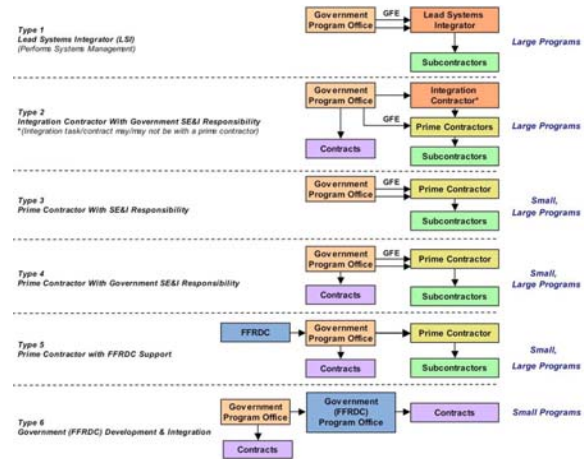 Type 1
Lead Systems Integrator (LSI)
(Performs Systems Management)
Government
Program Office
GFE
Lead Systems
Integrator
Subcontractors
Large Programs
Type 2
Integration Contractor With Government SE&I Responsibility
*(Integration task/contract may/may not be with a prime contractor)
Government
Program Office
Integration
Contractor*
GFE
Prime Contractors
Contracts
Subcontractors
Large Programs
Type 3
Prime Contractor With SE&I Responsibility
Government
Program Office
GFE
Prime Contractor
Subcontractors
Small,
Large Programs
Type 4
Prime Contractor With Government SE&I Responsibility
Government
Program Office
GFE
Prime Contractor
Contracts
Subcontractors
Small,
Large Programs
Type 5
Prime Contractor with FFRDC Support
FFRDC
Government
Program Office
Prime Contractor
Contracts
Subcontractors
Small,
Large Programs
Type 6
Government (FFRDC) Development & Integration
Government
Program Office
Government
(FFRDC)
Program Office
Contracts
Contracts
Small Programs